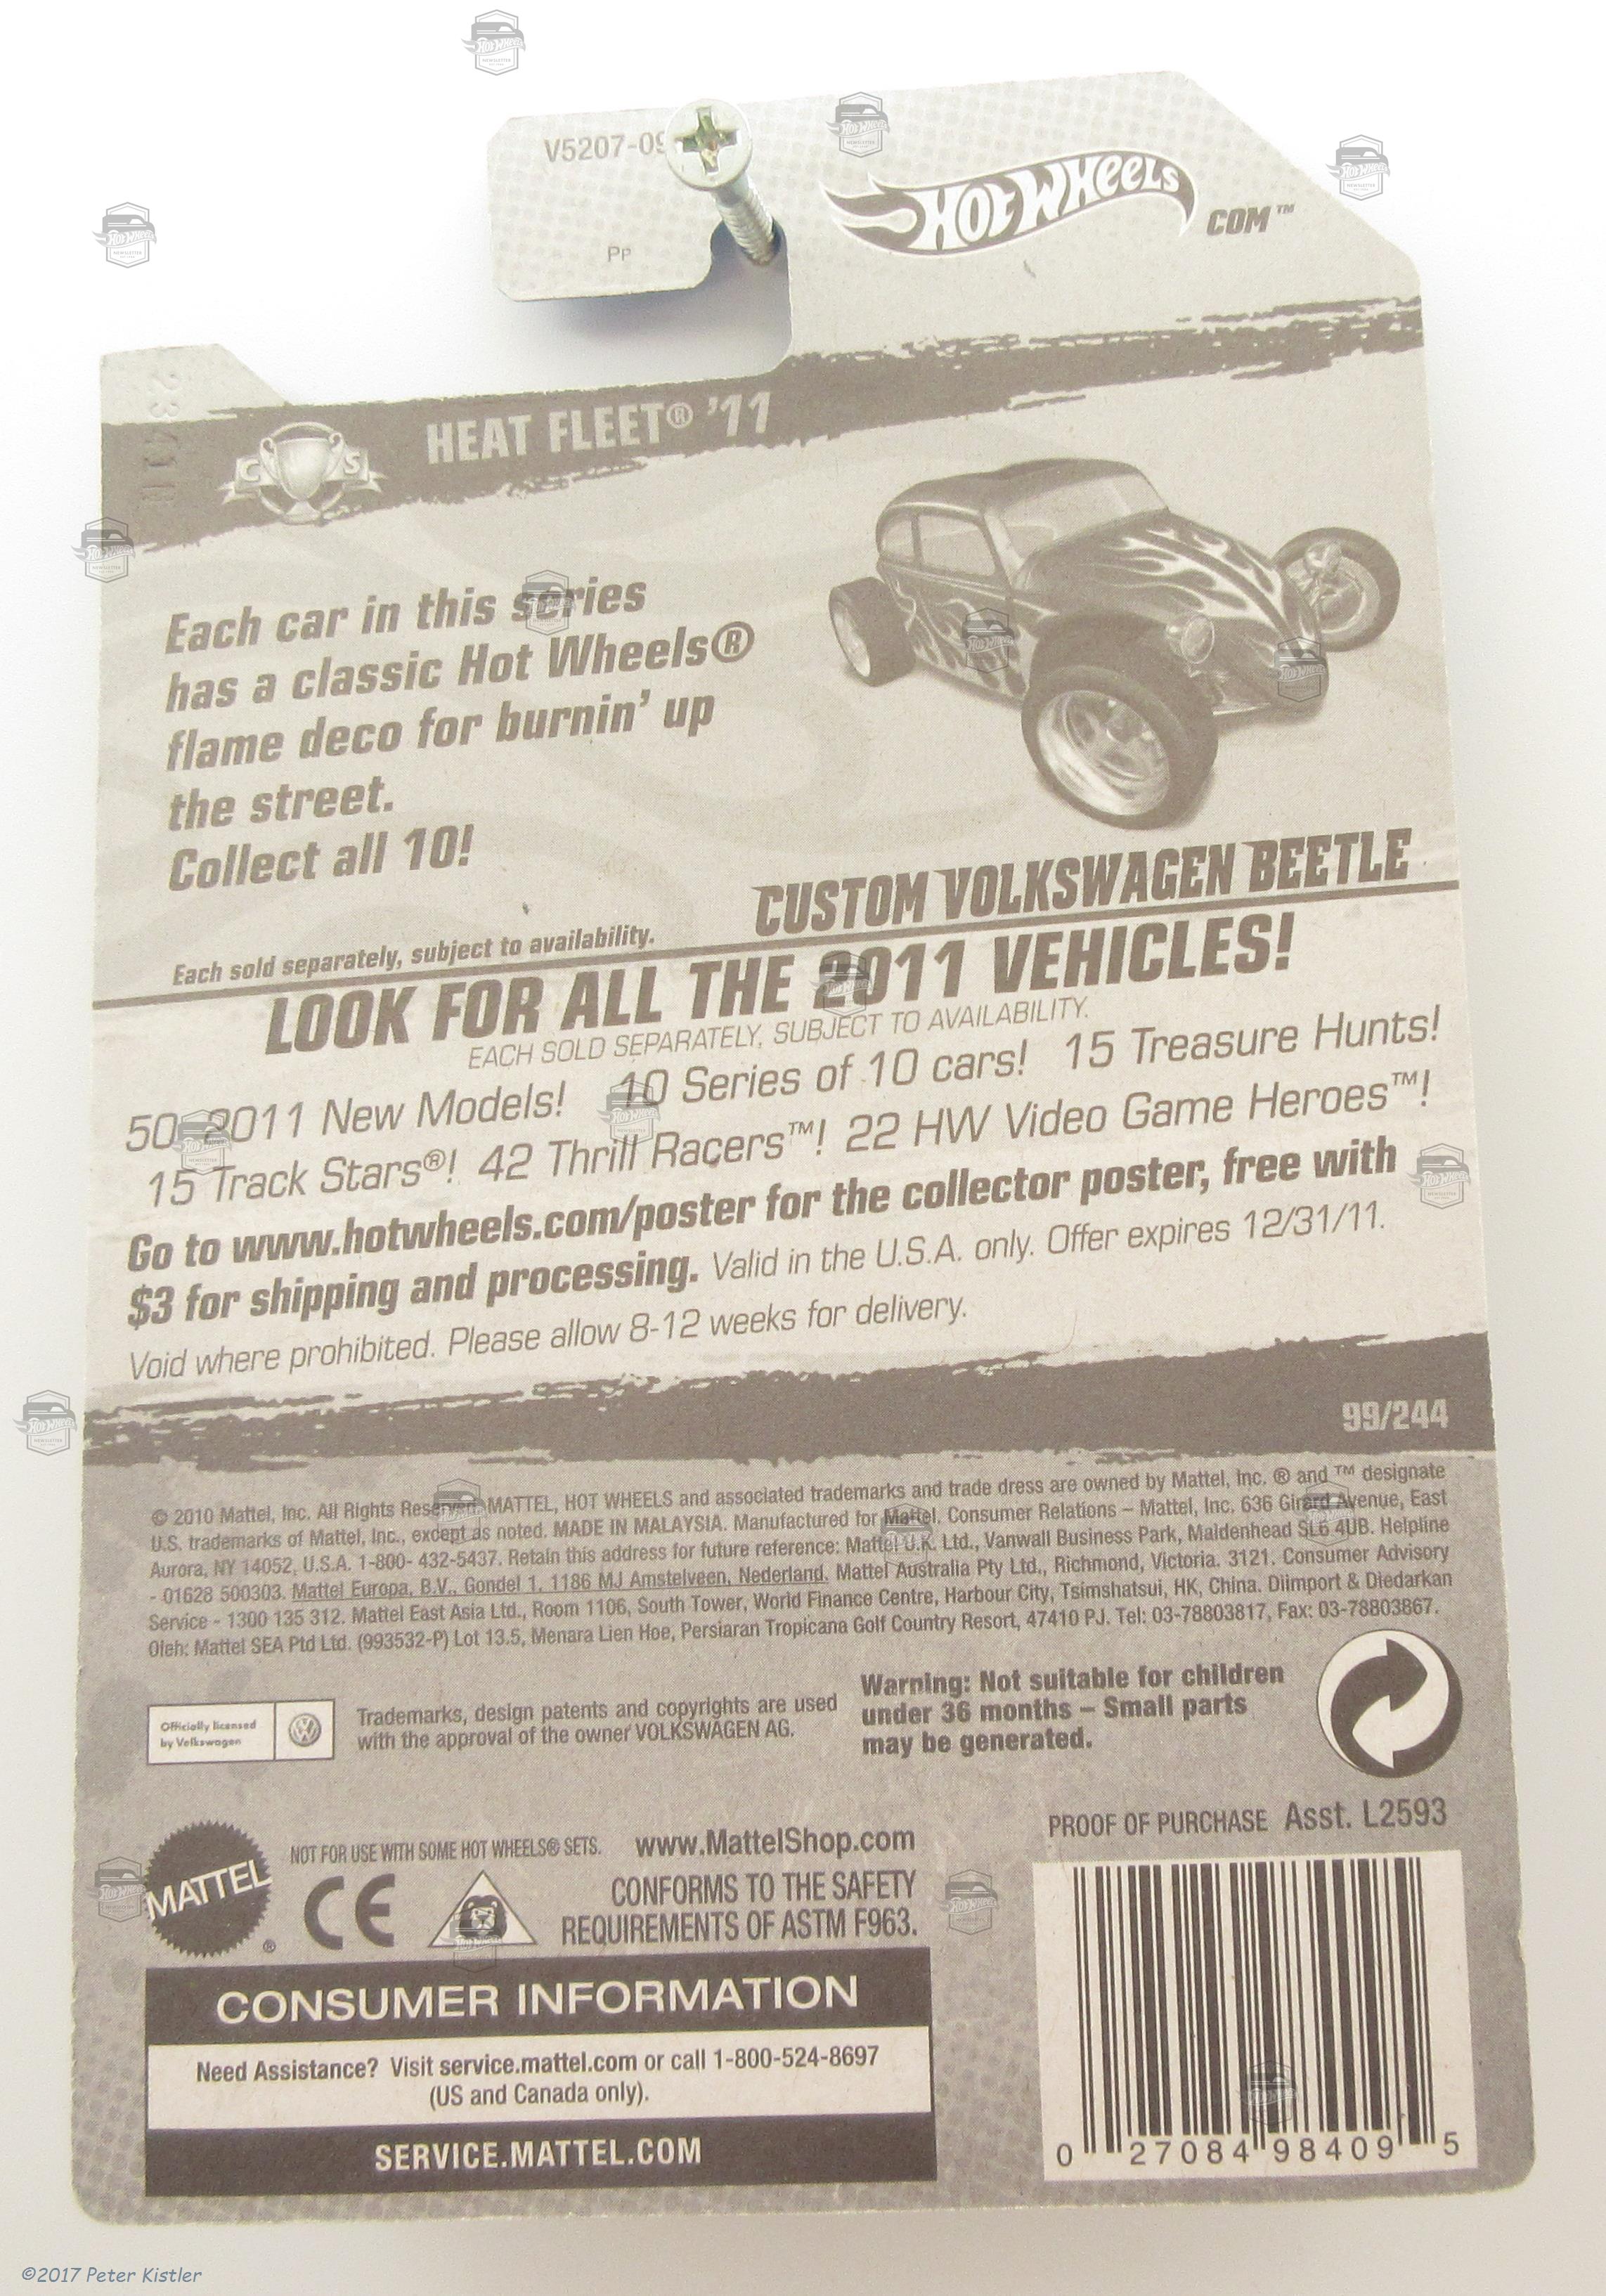 V5207-09
HOT WHEELS
COM™
Pp
HEAT FLEET® '11
C S
Each car in this series
has a classic Hot Wheels®
flame deco for burnin' up
the street.
Collect all 10!
CUSTOM VOLKSWAGEN BEETLE
Each sold separately, subject to availability.
LOOK FOR ALL THE 2011 VEHICLES!
EACH SOLD SEPARATELY, SUBJECT TO AVAILABILITY.
50 2011 New Models! 10 Series of 10 cars! 15 Treasure Hunts!
15 Track Stars®! 42 Thrill Racers™! 22 HW Video Game Heroes™!
Go to www.hotwheels.com/poster for the collector poster, free with
$3 for shipping and processing. Valid in the U.S.A. only. Offer expires 12/31/11.
Void where prohibited. Please allow 8-12 weeks for delivery.
99/244
© 2010 Mattel, Inc. All Rights Reserved. MATTEL, HOT WHEELS and associated trademarks and trade dress are owned by Mattel, Inc. ® and ™ designate
U.S. trademarks of Mattel, Inc., except as noted. MADE IN MALAYSIA. Manufactured for Mattel. Consumer Relations – Mattel, Inc. 636 Girard Avenue, East
Aurora, NY 14052, U.S.A. 1-800- 432-5437. Retain this address for future reference: Mattel U.K. Ltd., Vanwall Business Park, Maidenhead SL6 4UB. Helpline
- 01628 500303. Mattel Europa, B.V., Gondel 1, 1186 MJ Amstelveen, Nederland. Mattel Australia Pty Ltd., Richmond, Victoria. 3121. Consumer Advisory
Service - 1300 135 312. Mattel East Asia Ltd., Room 1106, South Tower, World Finance Centre, Harbour City, Tsimshatsui, HK, China. Diimport & Diedarkan
Oleh: Mattel SEA Ptd Ltd. (993532-P) Lot 13.5, Menara Lien Hoe, Persiaran Tropicana Golf Country Resort, 47410 PJ. Tel: 03-78803817, Fax: 03-78803867.
Officially licensed
by Volkswagen
Trademarks, design patents and copyrights are used
with the approval of the owner VOLKSWAGEN AG.
Warning: Not suitable for children
under 36 months – Small parts
may be generated.
PROOF OF PURCHASE Asst. L2593
MATTEL ®
NOT FOR USE WITH SOME HOT WHEELS® SETS. www.MattelShop.com
CE
CONFORMS TO THE SAFETY
REQUIREMENTS OF ASTM F963.
CONSUMER INFORMATION
Need Assistance? Visit service.mattel.com or call 1-800-524-8697
(US and Canada only).
SERVICE.MATTEL.COM
0 27084 98409 5
©2017 Peter Kistler